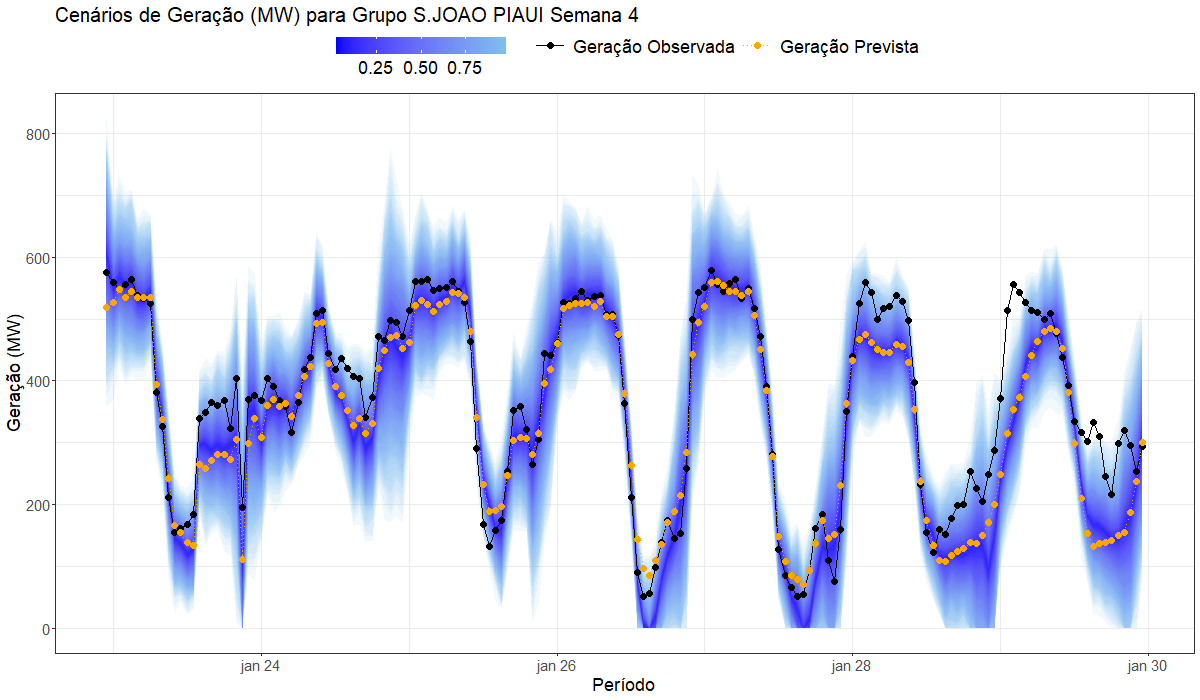 Cenários de Geração (MW) para Grupo S.JOAO PIAUI Semana 4
0.25 0.50 0.75
Geração Observada
Geração Prevista
Geração (MW)
800
600
400
200
0
jan 24
jan 26
jan 28
jan 30
Período